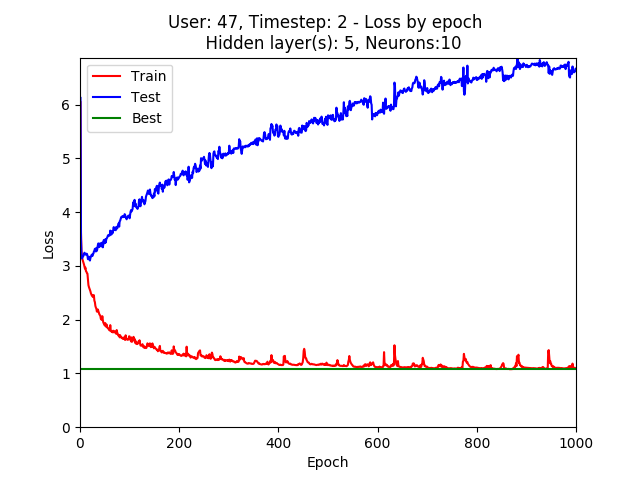 User: 47, Timestep: 2 - Loss by epoch
Hidden layer(s): 5, Neurons:10
Train
Test
Best
6
5
4
3
2
1
0
Loss
0 200 400 600 800 1000
Epoch